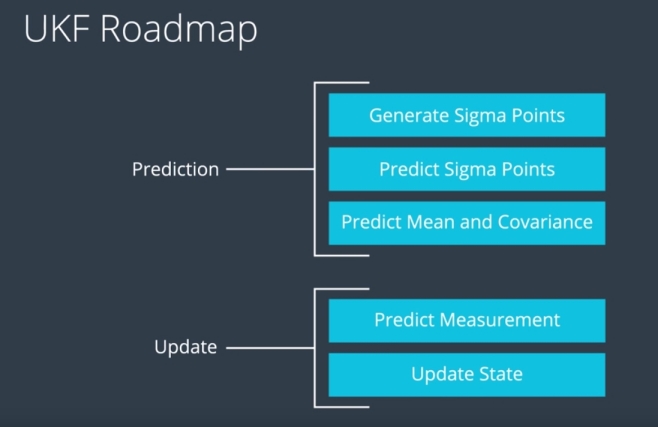 UKF Roadmap
Prediction
Generate Sigma Points
Predict Sigma Points
Predict Mean and Covariance
Update
Predict Measurement
Update State